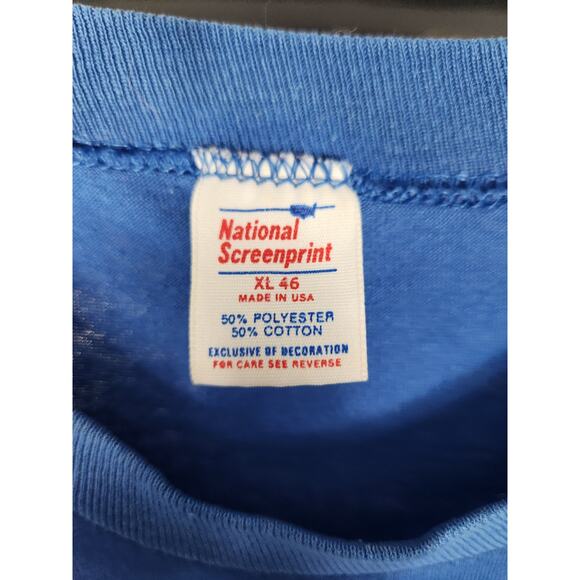 National
Screenprint
XL 46
MADE IN USA
50% POLYESTER
50% COTTON
EXCLUSIVE OF DECORATION
FOR CARE SEE REVERSE